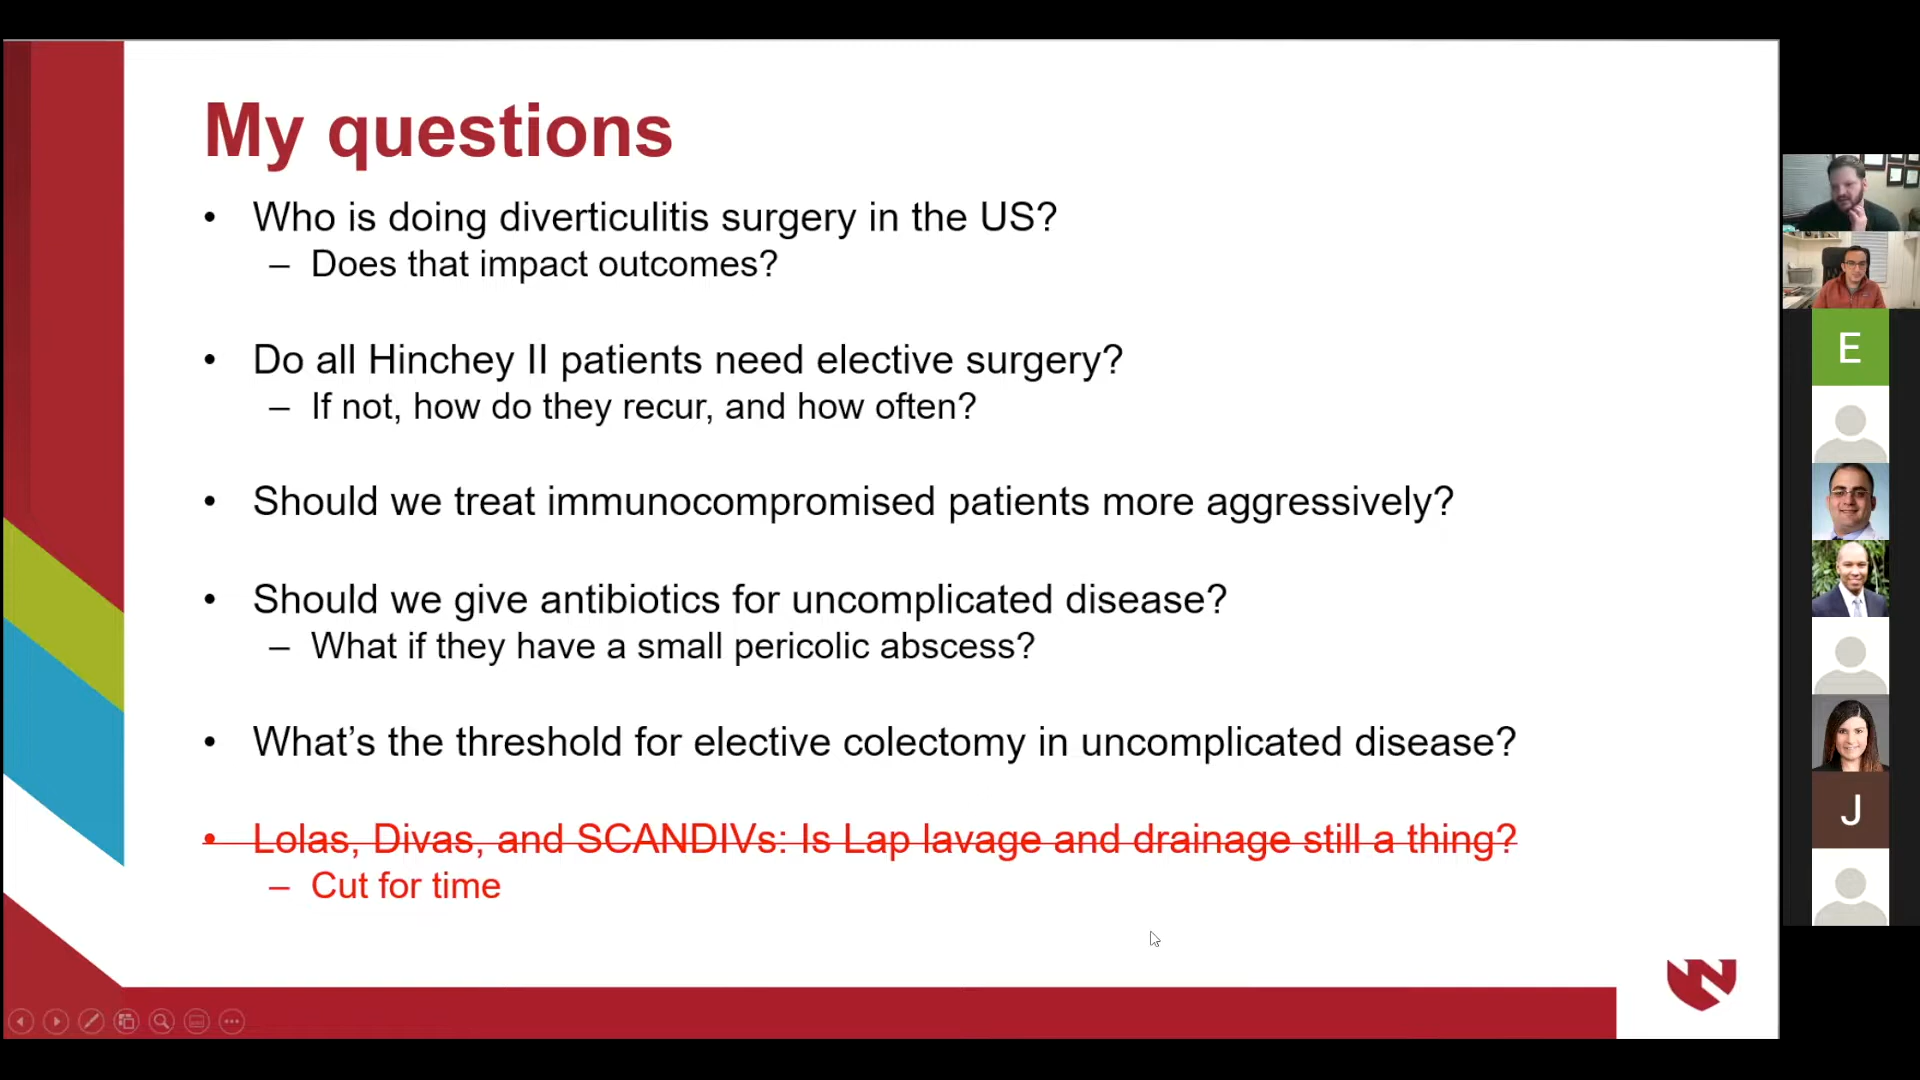 My questions
• Who is doing diverticulitis surgery in the US?
– Does that impact outcomes?
• Do all Hinchey II patients need elective surgery?
– If not, how do they recur, and how often?
• Should we treat immunocompromised patients more aggressively?
• Should we give antibiotics for uncomplicated disease?
– What if they have a small pericolic abscess?
• What’s the threshold for elective colectomy in uncomplicated disease?
• Lolas, Divas, and SCANDIVs: Is Lap lavage and drainage still a thing?
– Cut for time
E
J
N